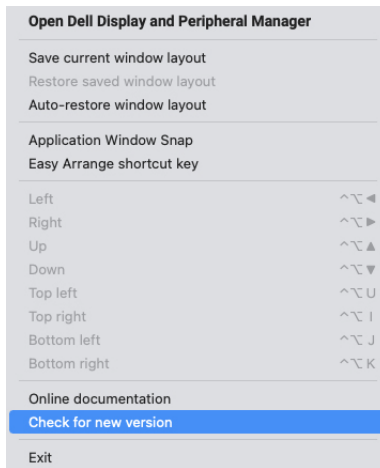 Open Dell Display and Peripheral Manager
Save current window layout
Restore saved window layout
Auto-restore window layout
Application Window Snap
Easy Arrange shortcut key
Left ^⌥◀
Right ^⌥▶
Up ^⌥▲
Down ^⌥▼
Top left ^⌥U
Top right ^⌥I
Bottom left ^⌥J
Bottom right ^⌥K
Online documentation
Check for new version
Exit